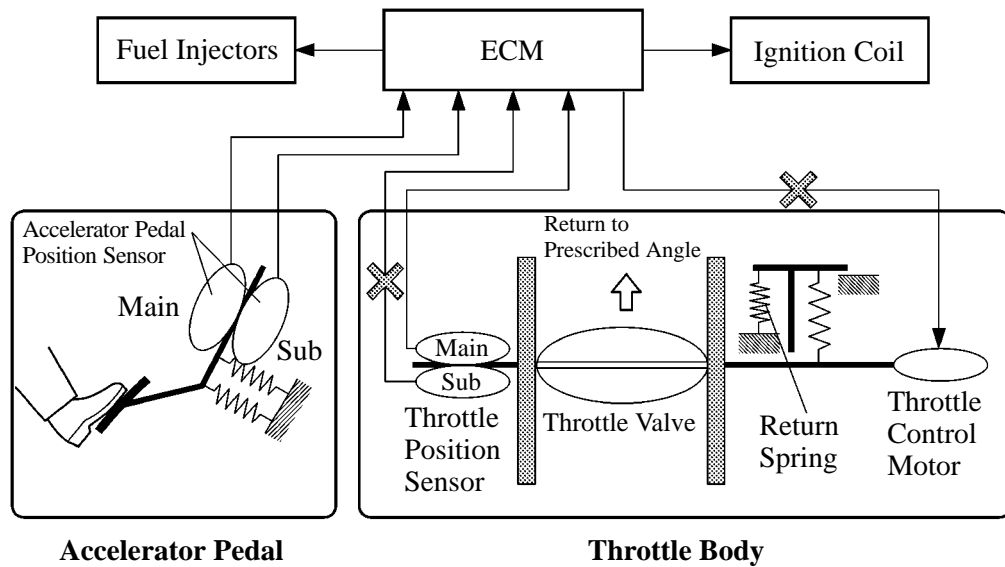 Fuel Injectors
ECM
Ignition Coil
Accelerator Pedal
Position Sensor
Main
Sub
Return to
Prescribed Angle
Main
Sub
Throttle
Position
Sensor
Throttle Valve
Return
Spring
Throttle
Control
Motor
Accelerator Pedal
Throttle Body